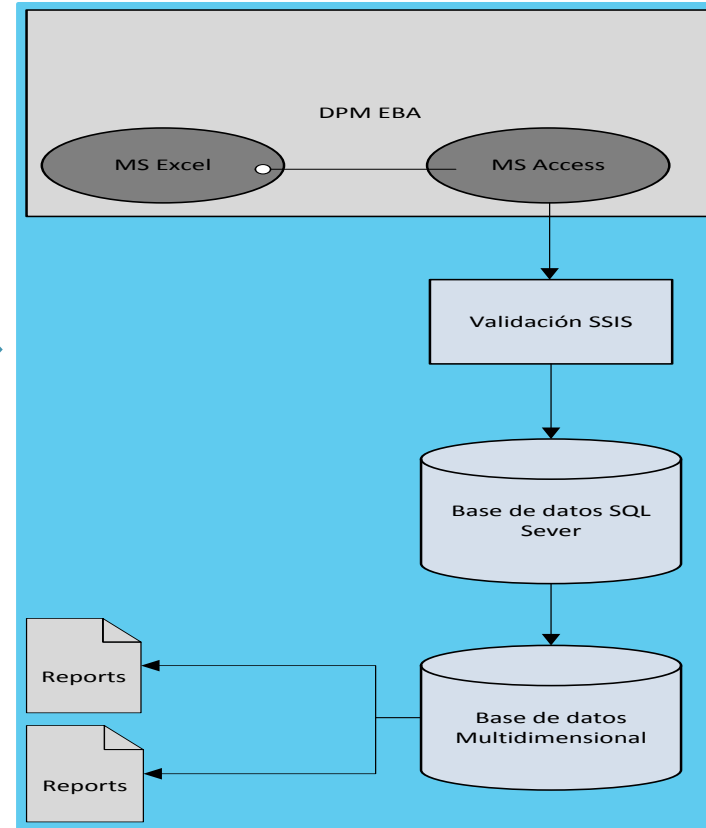 DPM EBA
MS Excel
MS Access
Validación SSIS
Base de datos SQL
Sever
Base de datos
Multidimensional
Reports
Reports